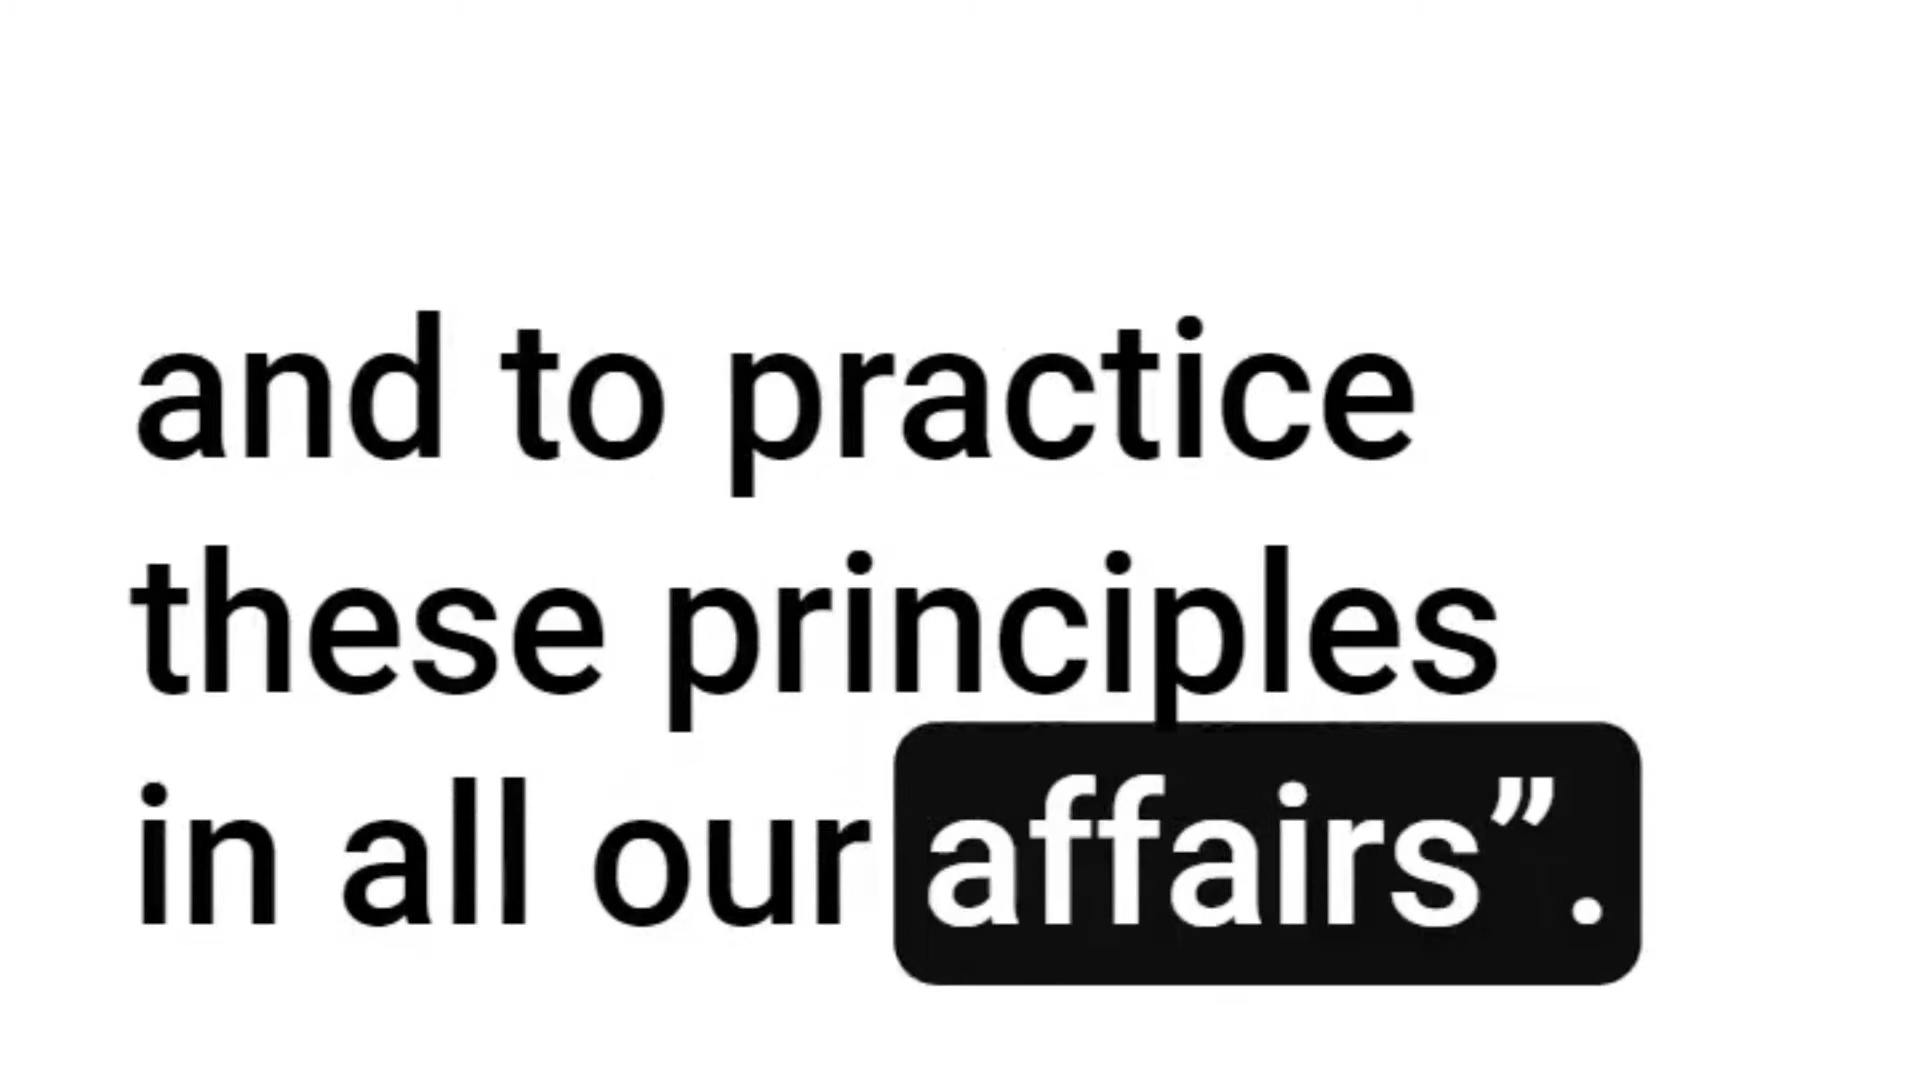 and to practice
these principles
in all our affairs”.